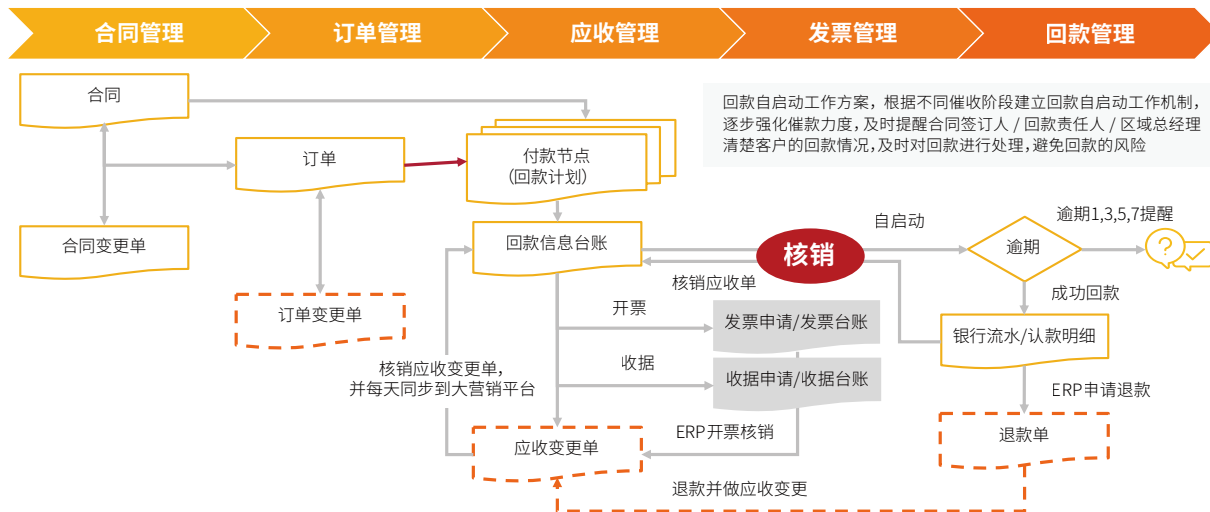 合同管理
订单管理
应收管理
发票管理
回款管理
合同
回款自启动工作方案，根据不同催收阶段建立回款自启动工作机制，
逐步强化催款力度，及时提醒合同签订人 / 回款责任人 / 区域总经理
清楚客户的回款情况，及时对回款进行处理，避免回款的风险
订单
付款节点
（回款计划）
合同变更单
回款信息台账
核销
自启动
逾期
逾期1,3,5,7提醒
核销应收单
成功回款
订单变更单
开票
发票申请/发票台账
银行流水/认款明细
核销应收变更单，
并每天同步到大营销平台
收据
收据申请/收据台账
ERP申请退款
应收变更单
ERP开票核销
退款单
退款并做应收变更